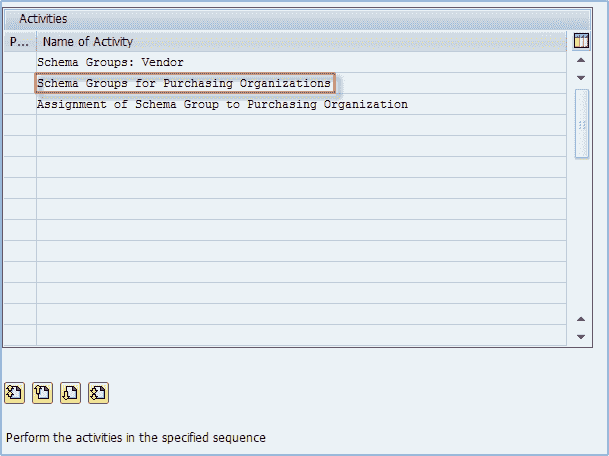 Activities
P... Name of Activity
Schema Groups: Vendor
Schema Groups for Purchasing Organizations
Assignment of Schema Group to Purchasing Organization
Perform the activities in the specified sequence